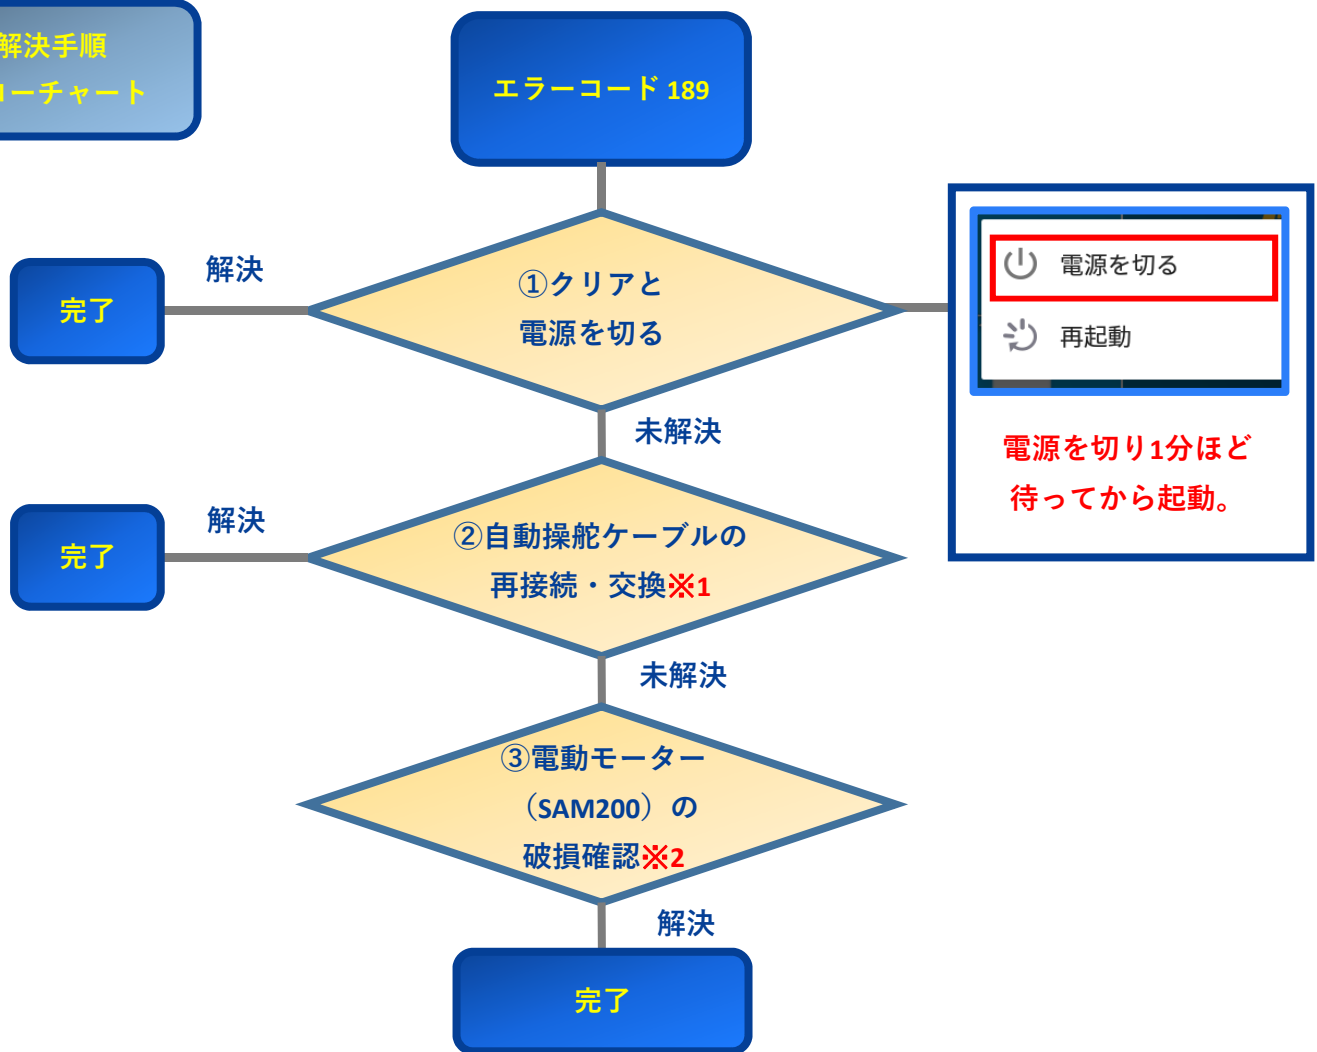 解決手順
ローチャート
エラーコード 189
①クリアと
電源を切る
解決
完了
電源を切る
再起動
電源を切り1分ほど
待ってから起動。
未解決
②自動操舵ケーブルの
再接続・交換※1
解決
完了
未解決
③電動モーター
（SAM200）の
破損確認※2
解決
完了